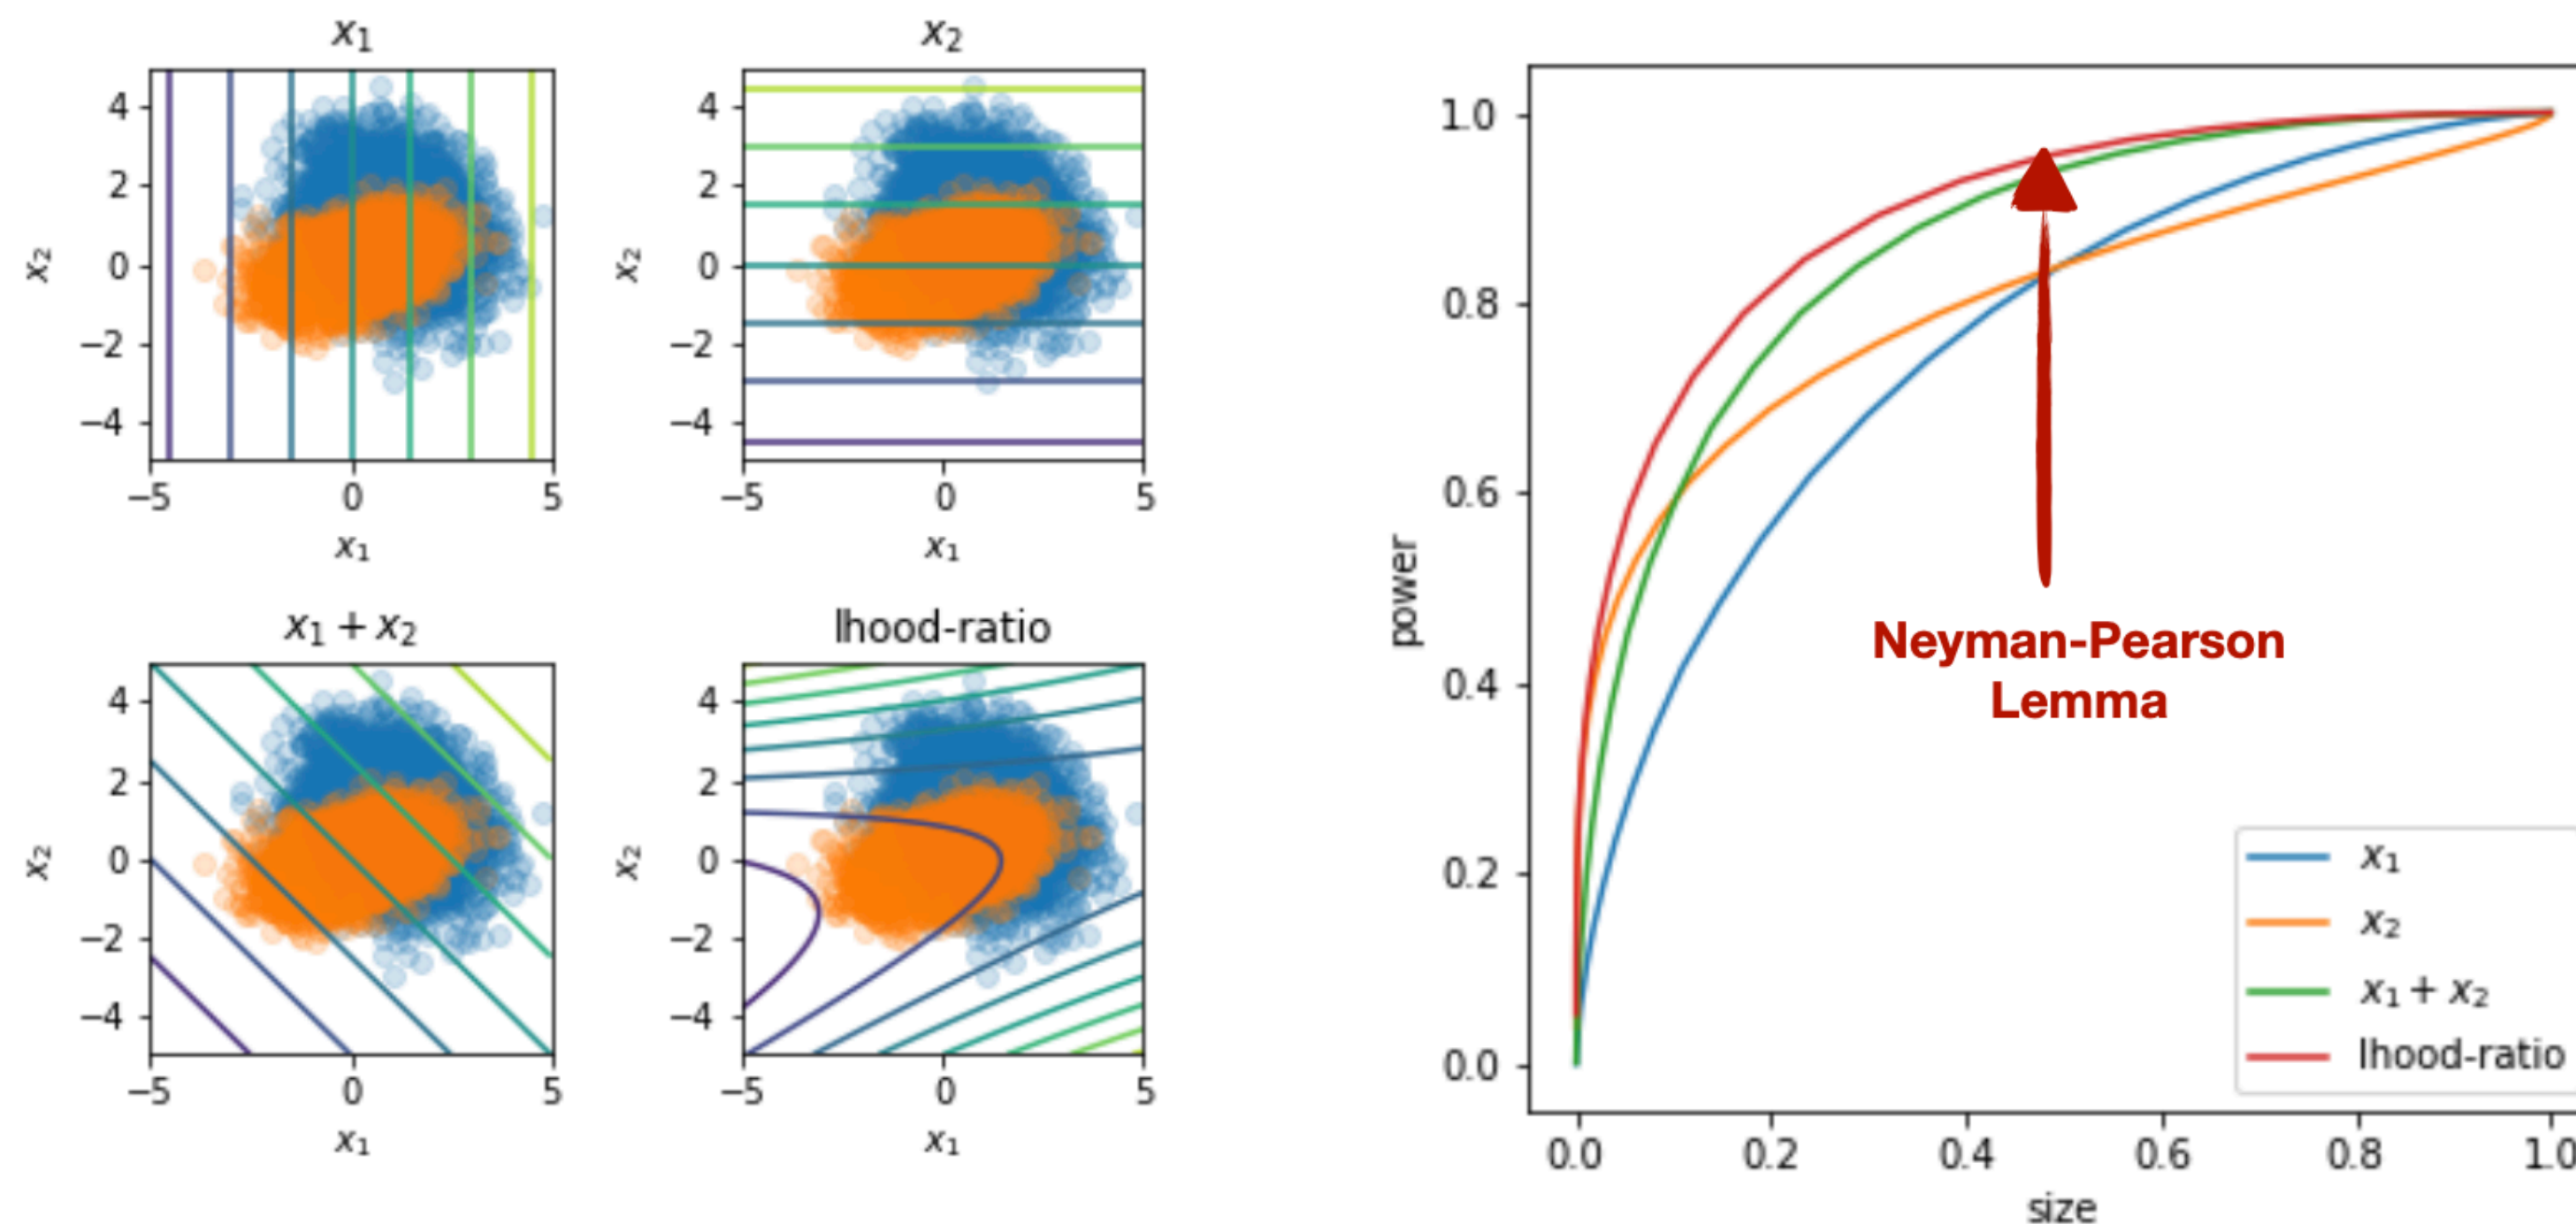 x₁
4
2
0
−2
−4
x₂
−5 0 5
x₁
x₂
4
2
0
−2
−4
x₂
−5 0 5
x₁
x₁ + x₂
4
2
0
−2
−4
x₂
−5 0 5
x₁
lhood-ratio
4
2
0
−2
−4
x₂
−5 0 5
x₁
1.0
0.8
0.6
0.4
0.2
0.0
power
Neyman-Pearson
Lemma
x₁
x₂
x₁ + x₂
lhood-ratio
0.0 0.2 0.4 0.6 0.8 1.0
size